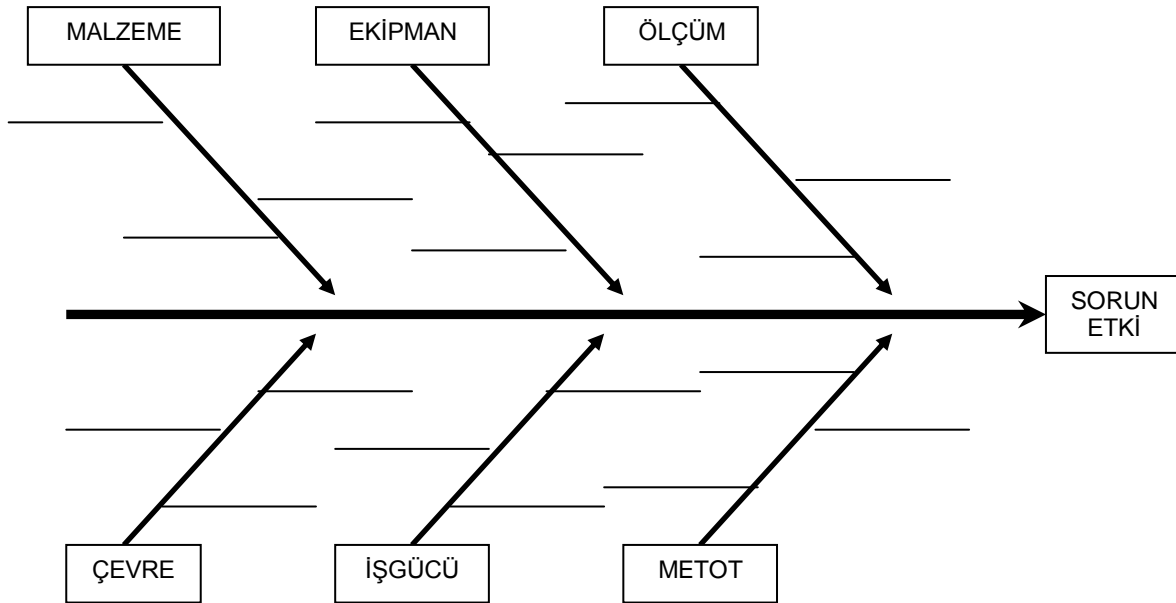 MALZEME
EKİPMAN
ÖLÇÜM
SORUN
ETKİ
ÇEVRE
İŞGÜCÜ
METOT